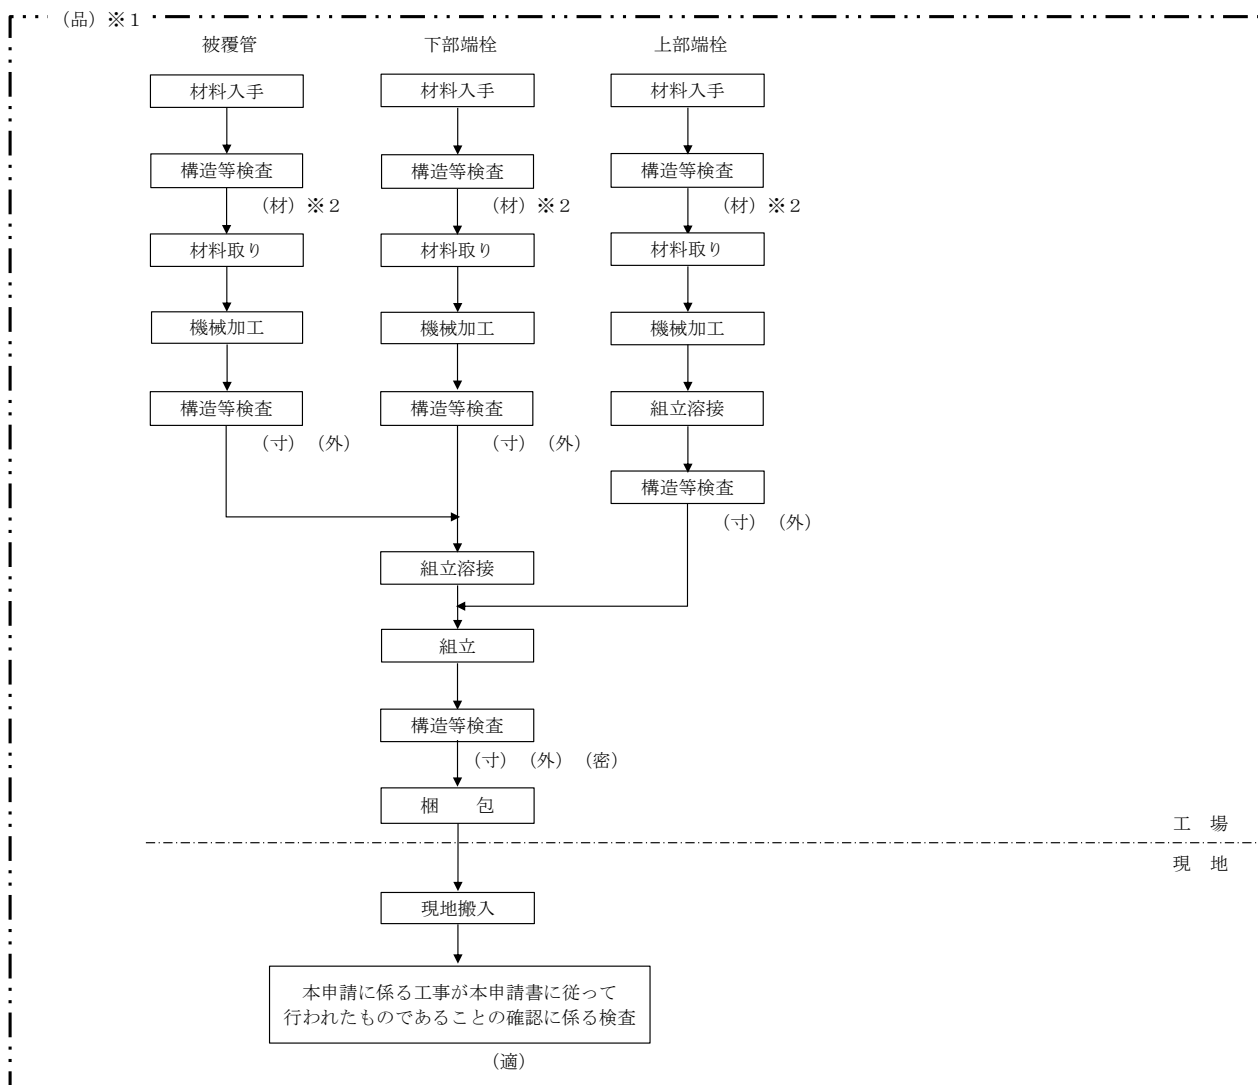 （品）※１
被覆管　下部端栓　上部端栓
材料入手　材料入手　材料入手
構造等検査　構造等検査　構造等検査
（材）※２　（材）※２　（材）※２
材料取り　材料取り　材料取り
機械加工　機械加工　機械加工
構造等検査　構造等検査　組立溶接
（寸）（外）　（寸）（外）
構造等検査
（寸）（外）
組立溶接
組立
構造等検査
（寸）（外）（密）
梱　　包
工　場
現　地
現地搬入
本申請に係る工事が本申請書に従って
行われたものであることの確認に係る検査
（適）